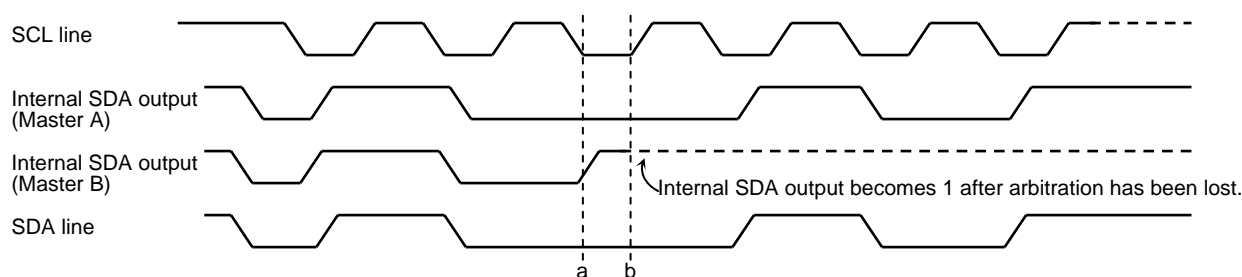 SCL line
Internal SDA output
(Master A)
Internal SDA output
(Master B)
Internal SDA output becomes 1 after arbitration has been lost.
SDA line
a
b